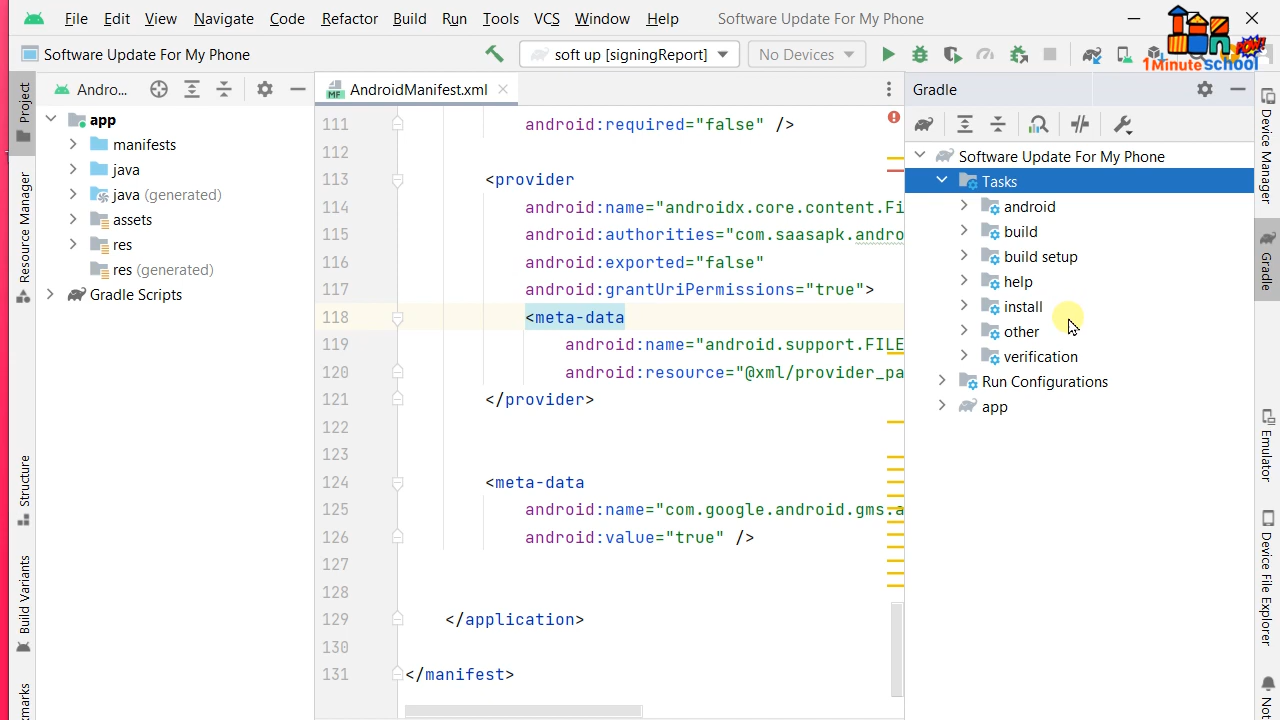 File Edit View Navigate Code Refactor Build Run Tools VCS Window Help Software Update For My Phone
Software Update For My Phone soft up [signingReport] No Devices
1MinuteSCHOOL POW!
Project
Resource Manager
Structure
Build Variants
Andro...
app
manifests
java
java (generated)
assets
res
res (generated)
Gradle Scripts
MF AndroidManifest.xml
111 android:required="false" />
112
113 <provider
114 android:name="androidx.core.content.Fi
115 android:authorities="com.saasapk.andro
116 android:exported="false"
117 android:grantUriPermissions="true">
118 <meta-data
119 android:name="android.support.FILE
120 android:resource="@xml/provider_pa
121 </provider>
122
123
124 <meta-data
125 android:name="com.google.android.gms.a
126 android:value="true" />
127
128
129 </application>
130
131 </manifest>
Gradle
Software Update For My Phone
Tasks
android
build
build setup
help
install
other
verification
Run Configurations
app
Device Manager
Gradle
Emulator
Device File Explorer